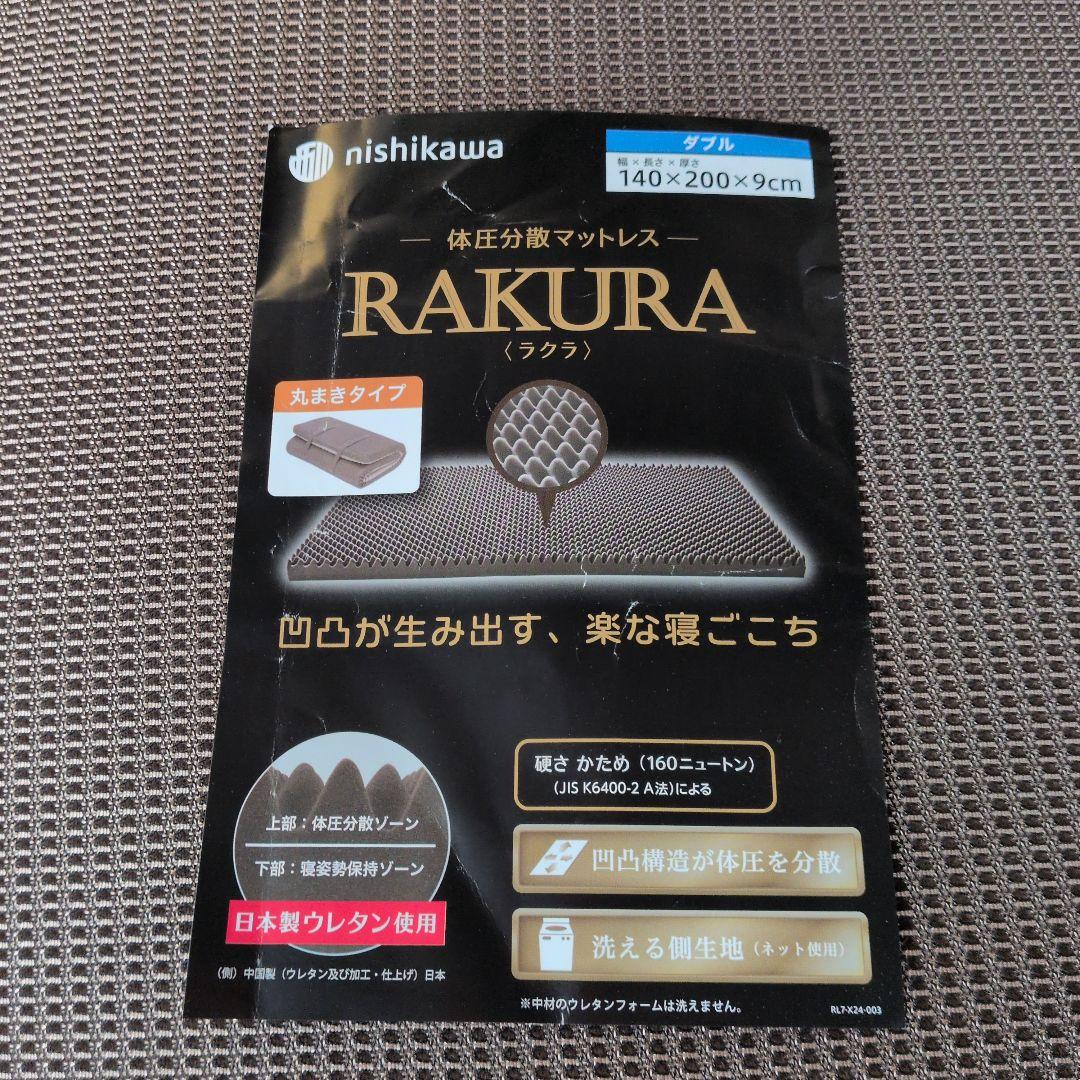 nishikawa
ダブル
幅×長さ×厚さ
140×200×9cm
体圧分散マットレス
RAKURA
〈ラクラ〉
丸まきタイプ
凹凸が生み出す、楽な寝ごこち
上部：体圧分散ゾーン
下部：寝姿勢保持ゾーン
日本製ウレタン使用
（側）中国製（ウレタン及び加工・仕上げ）日本
硬さ かため（160ニュートン）
(JIS K6400-2 A法)による
凹凸構造が体圧を分散
洗える側生地（ネット使用）
※中材のウレタンフォームは洗えません。
RL7-X24-003